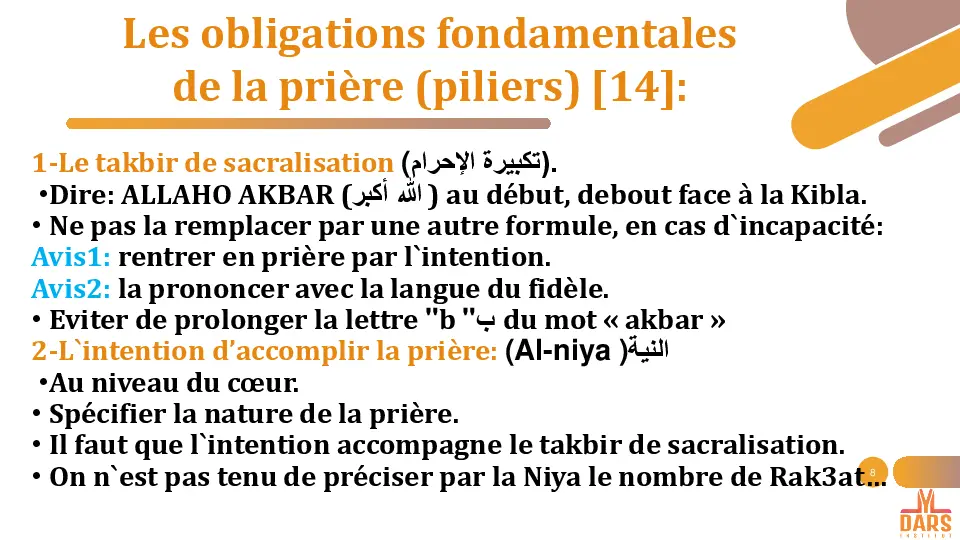 Les obligations fondamentales
de la prière (piliers) [14]:
1-Le takbir de sacralisation (تكبيرة الإحرام).
•Dire: ALLAHO AKBAR (الله أكبر ) au début, debout face à la Kibla.
• Ne pas la remplacer par une autre formule, en cas d`incapacité:
Avis1: rentrer en prière par l`intention.
Avis2: la prononcer avec la langue du fidèle.
• Eviter de prolonger la lettre "b "ب du mot « akbar »
2-L`intention d’accomplir la prière: (Al-niya )النية
•Au niveau du cœur.
• Spécifier la nature de la prière.
• Il faut que l`intention accompagne le takbir de sacralisation.
• On n`est pas tenu de préciser par la Niya le nombre de Rak3at...
8
DARS
INSTITUT